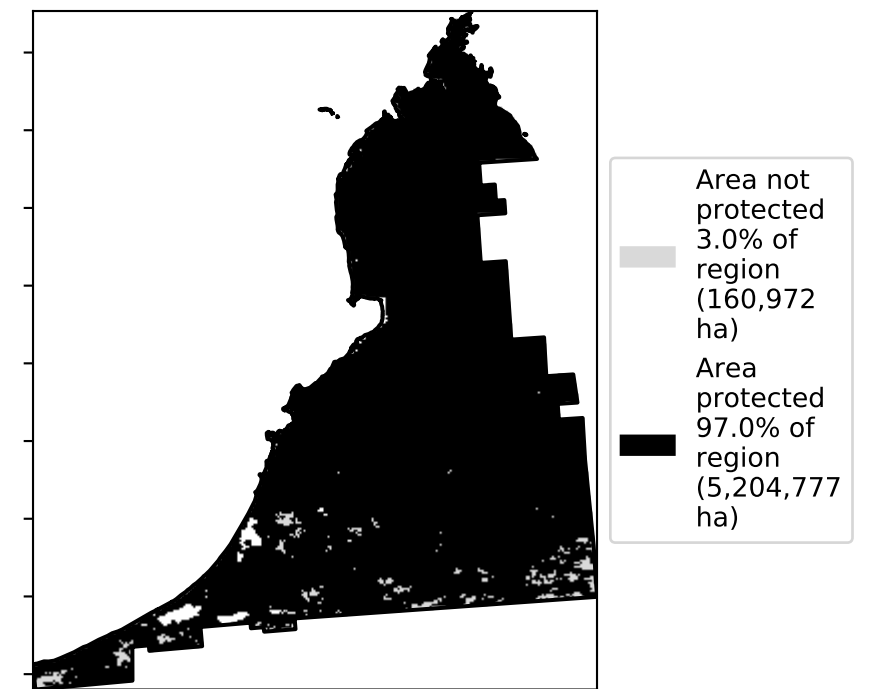 Area not
protected
3.0% of
region
(160,972
ha)
Area
protected
97.0% of
region
(5,204,777
ha)